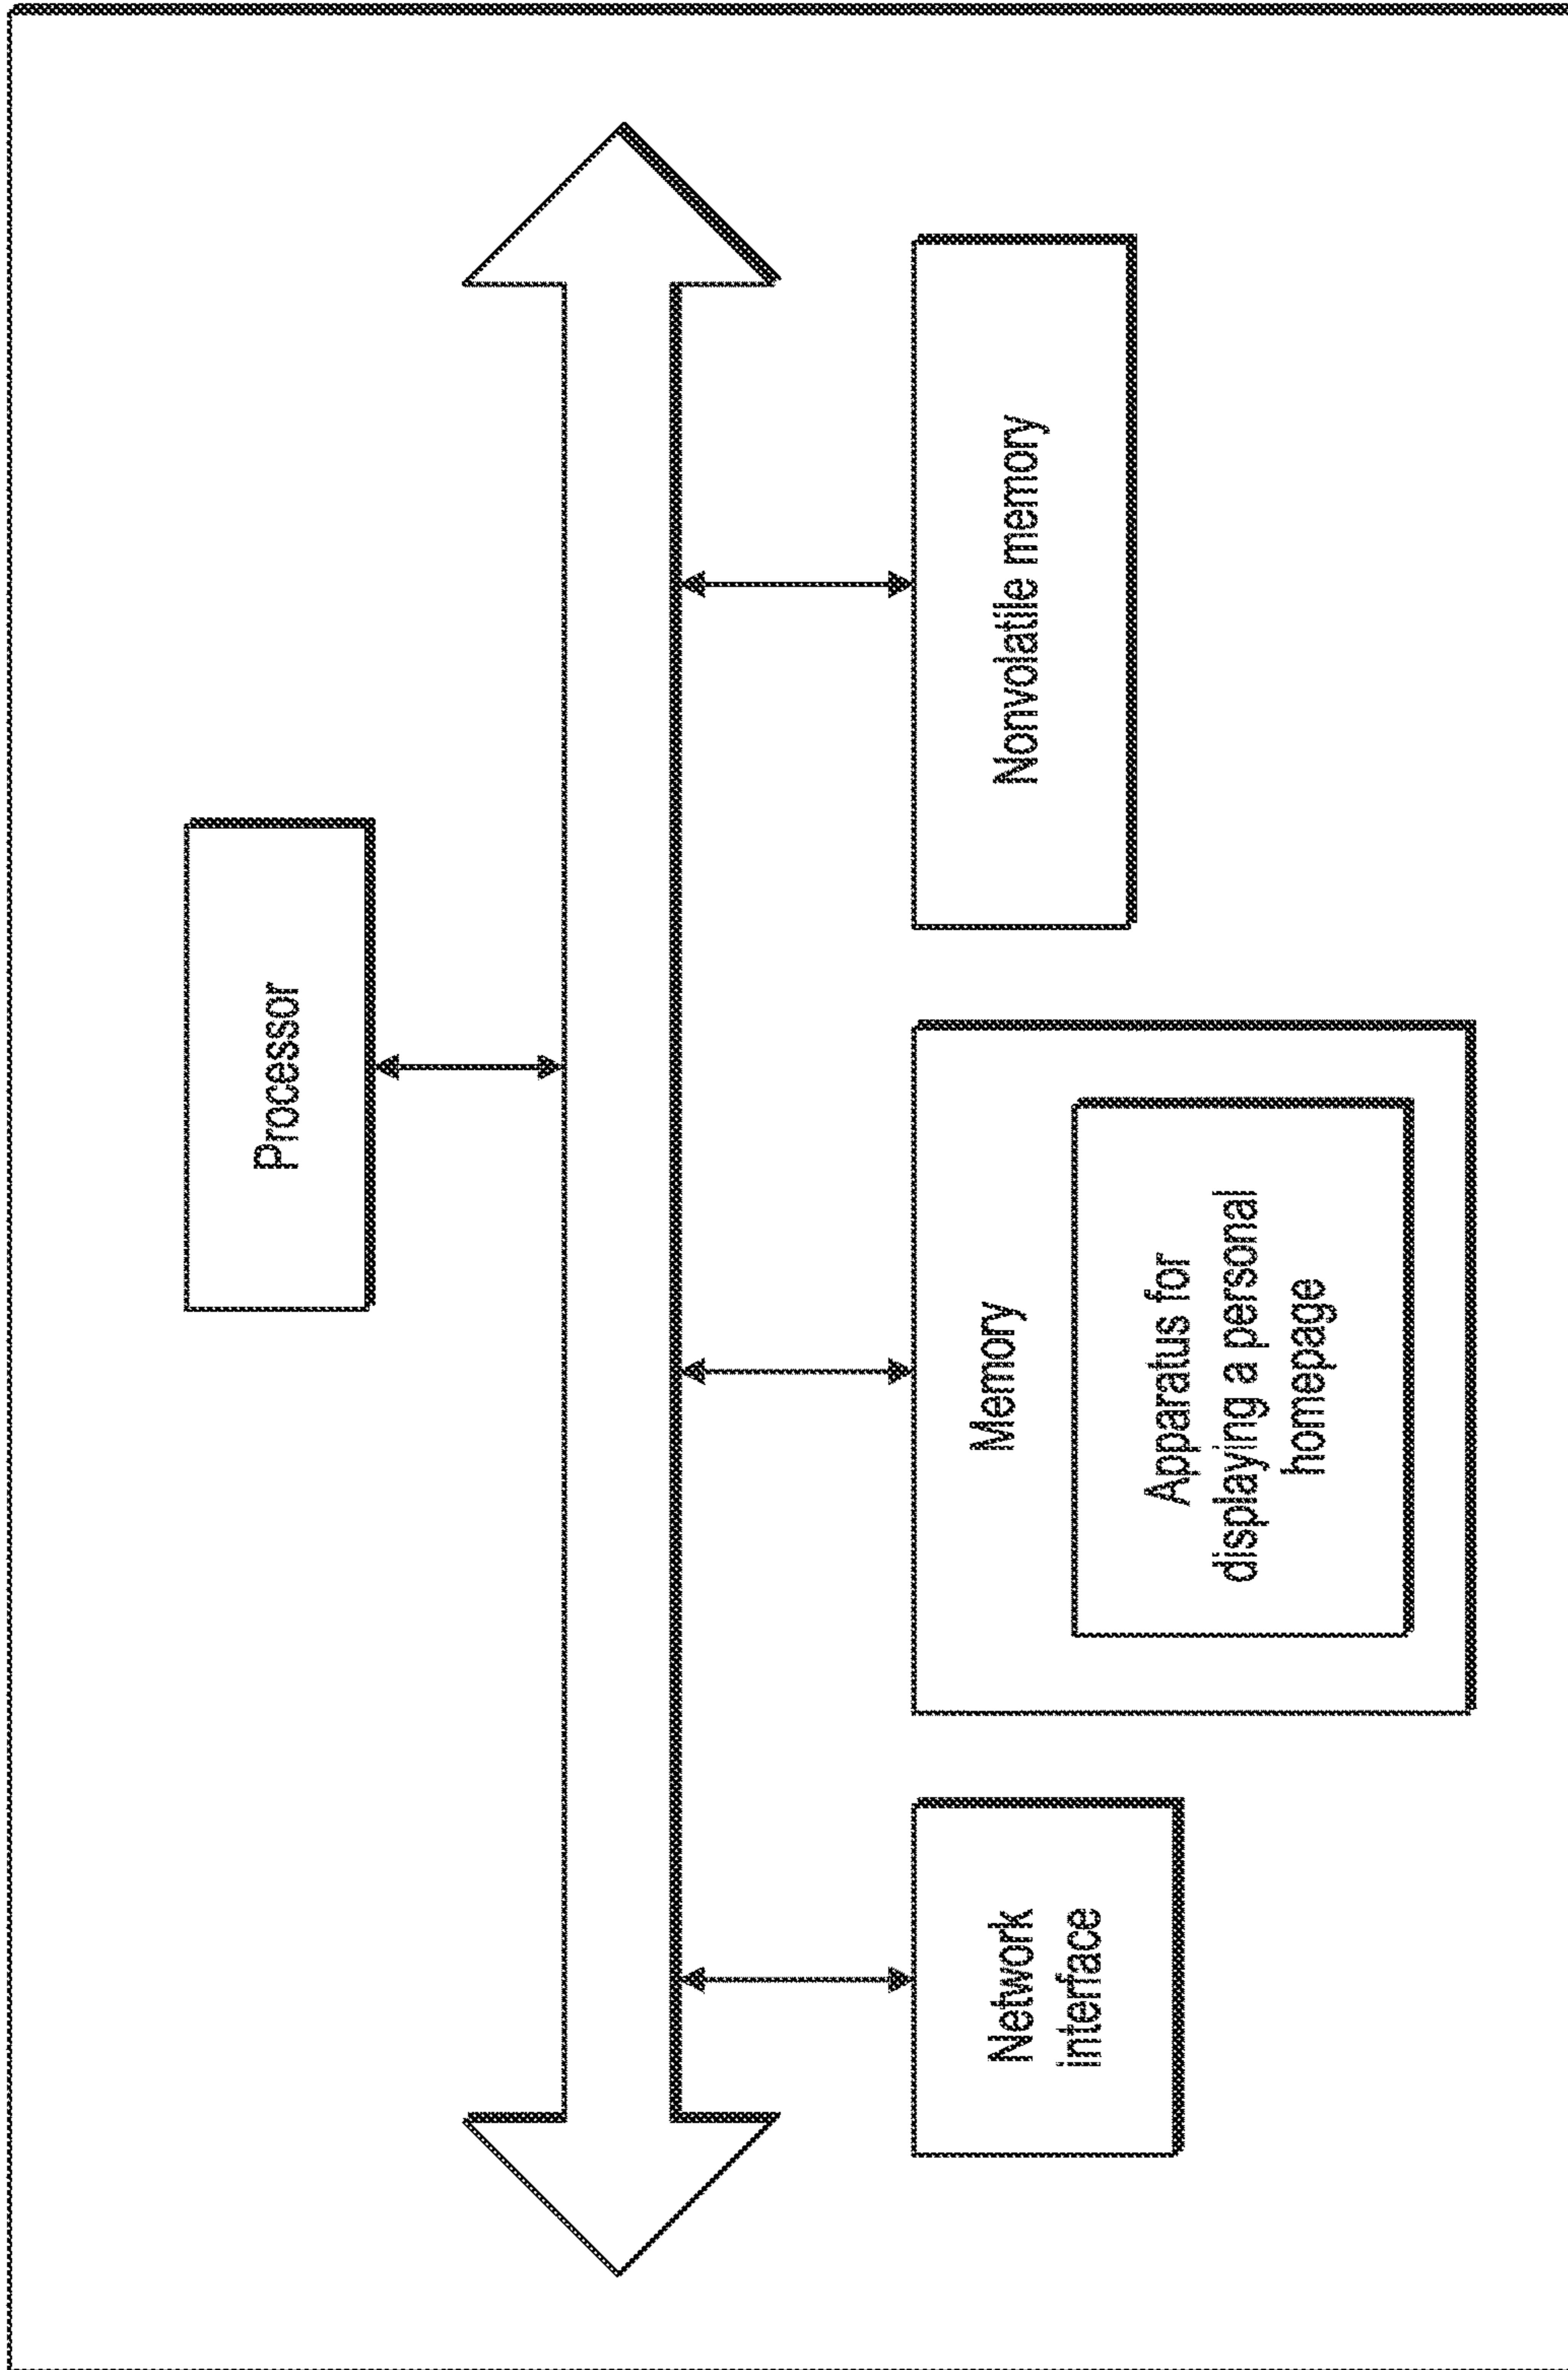 Processor
Network
interface
Memory
Apparatus for
displaying a personal
homepage
Nonvolatile memory